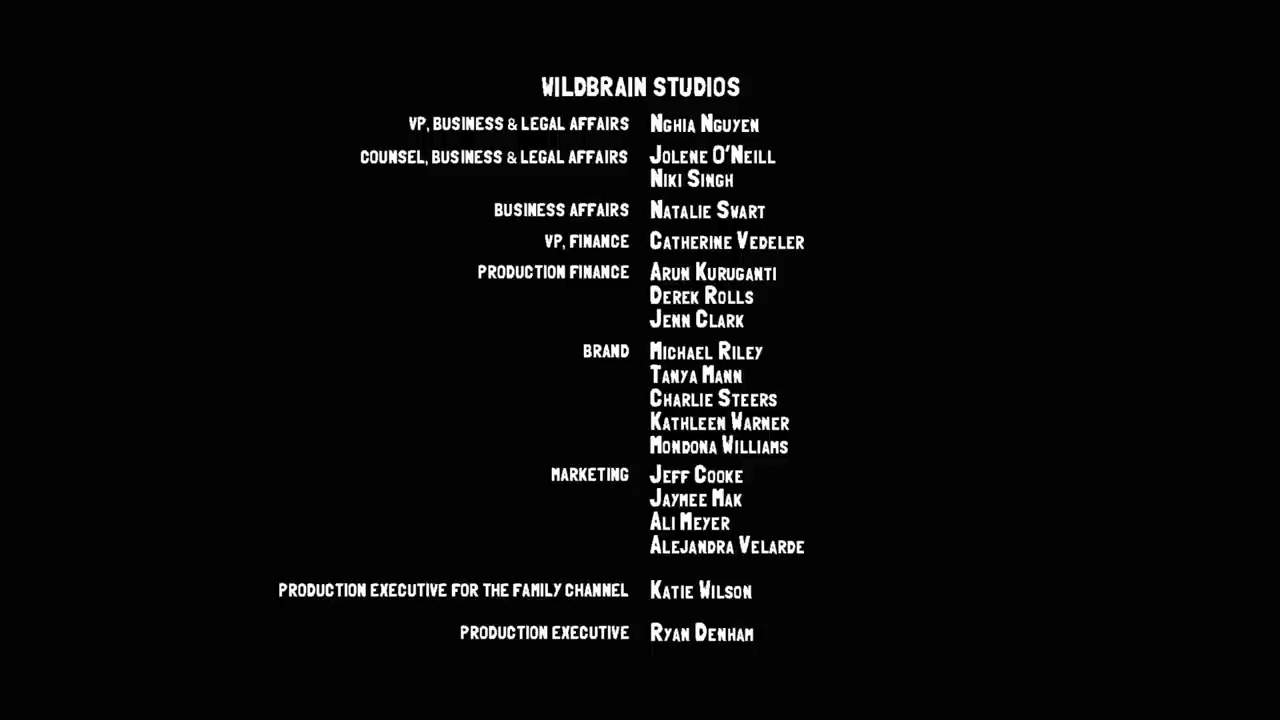 WILDBRAIN STUDIOS
VP, BUSINESS & LEGAL AFFAIRS NGHIA NGUYEN
COUNSEL, BUSINESS & LEGAL AFFAIRS JOLENE O'NEILL
NIKI SINGH
BUSINESS AFFAIRS NATALIE SWART
VP, FINANCE CATHERINE VEDELER
PRODUCTION FINANCE ARUN KURUGANTI
DEREK ROLLS
JENN CLARK
BRAND MICHAEL RILEY
TANYA MANN
CHARLIE STEERS
KATHLEEN WARNER
MONDONA WILLIAMS
MARKETING JEFF COOKE
JAYMEE MAK
ALI MEYER
ALEJANDRA VELARDE
PRODUCTION EXECUTIVE FOR THE FAMILY CHANNEL KATIE WILSON
PRODUCTION EXECUTIVE RYAN DENHAM